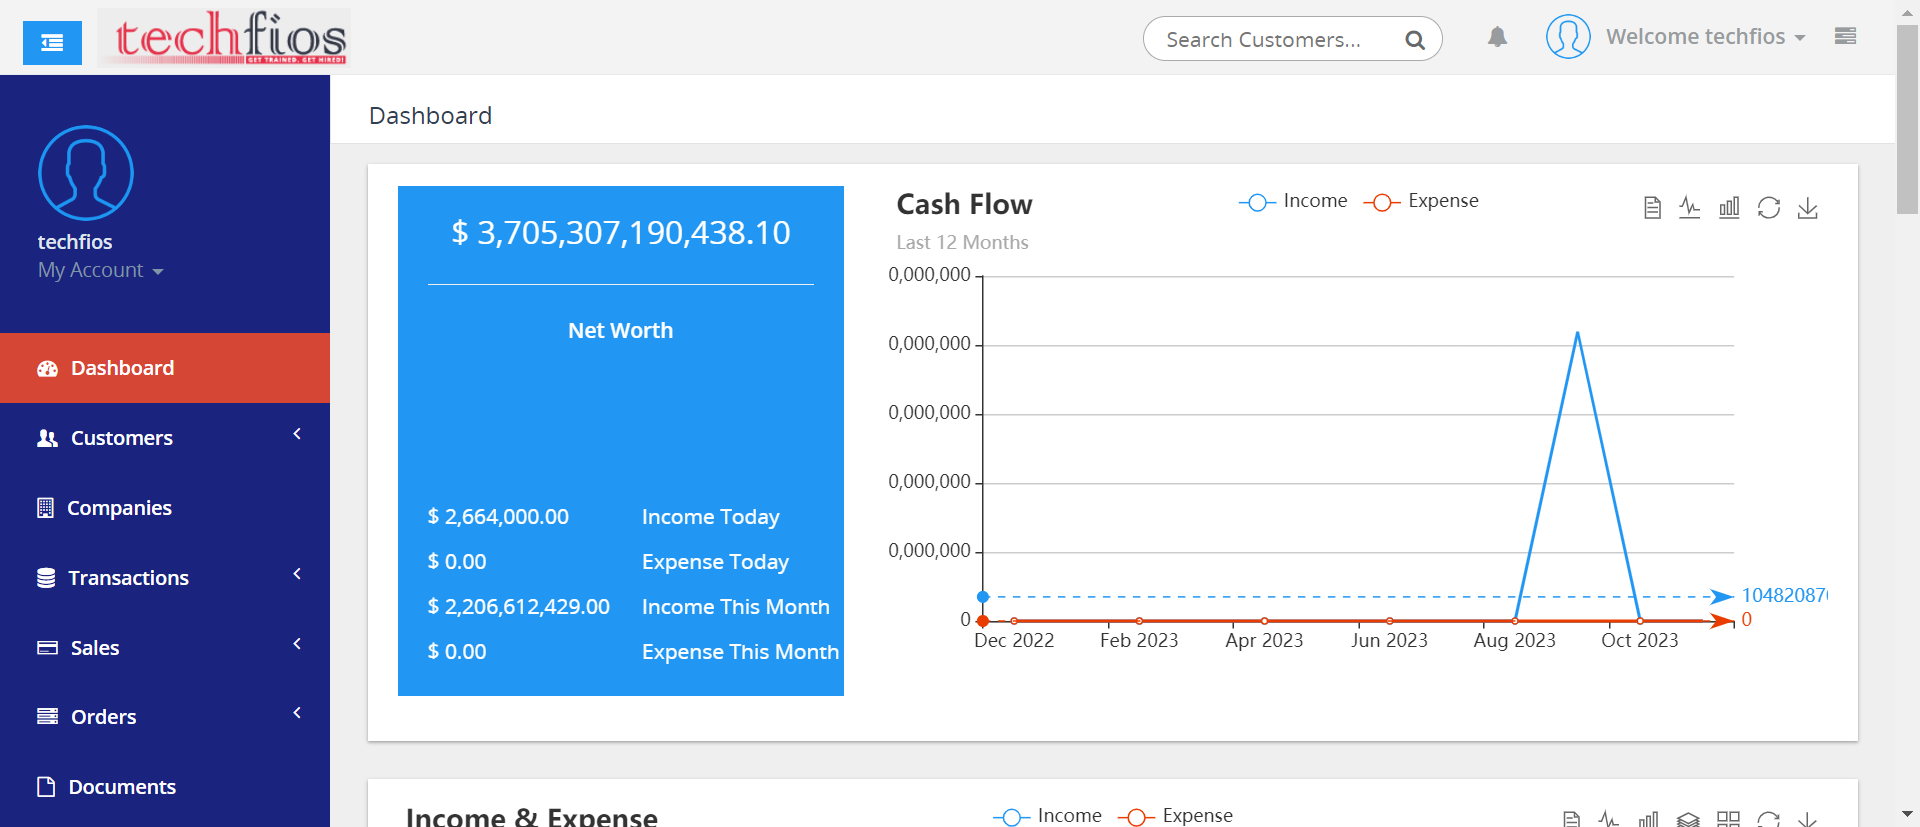 techfios
GET TRAINED. GET HIRED!
Search Customers...
Welcome techfios
techfios
My Account
Dashboard
Customers
Companies
Transactions
Sales
Orders
Documents
Dashboard
$ 3,705,307,190,438.10
Net Worth
$ 2,664,000.00 Income Today
$ 0.00 Expense Today
$ 2,206,612,429.00 Income This Month
$ 0.00 Expense This Month
Cash Flow
Last 12 Months
Income Expense
0,000,000
0,000,000
0,000,000
0,000,000
0,000,000
0
104820870
0
Dec 2022 Feb 2023 Apr 2023 Jun 2023 Aug 2023 Oct 2023
Income & Expense
Income Expense